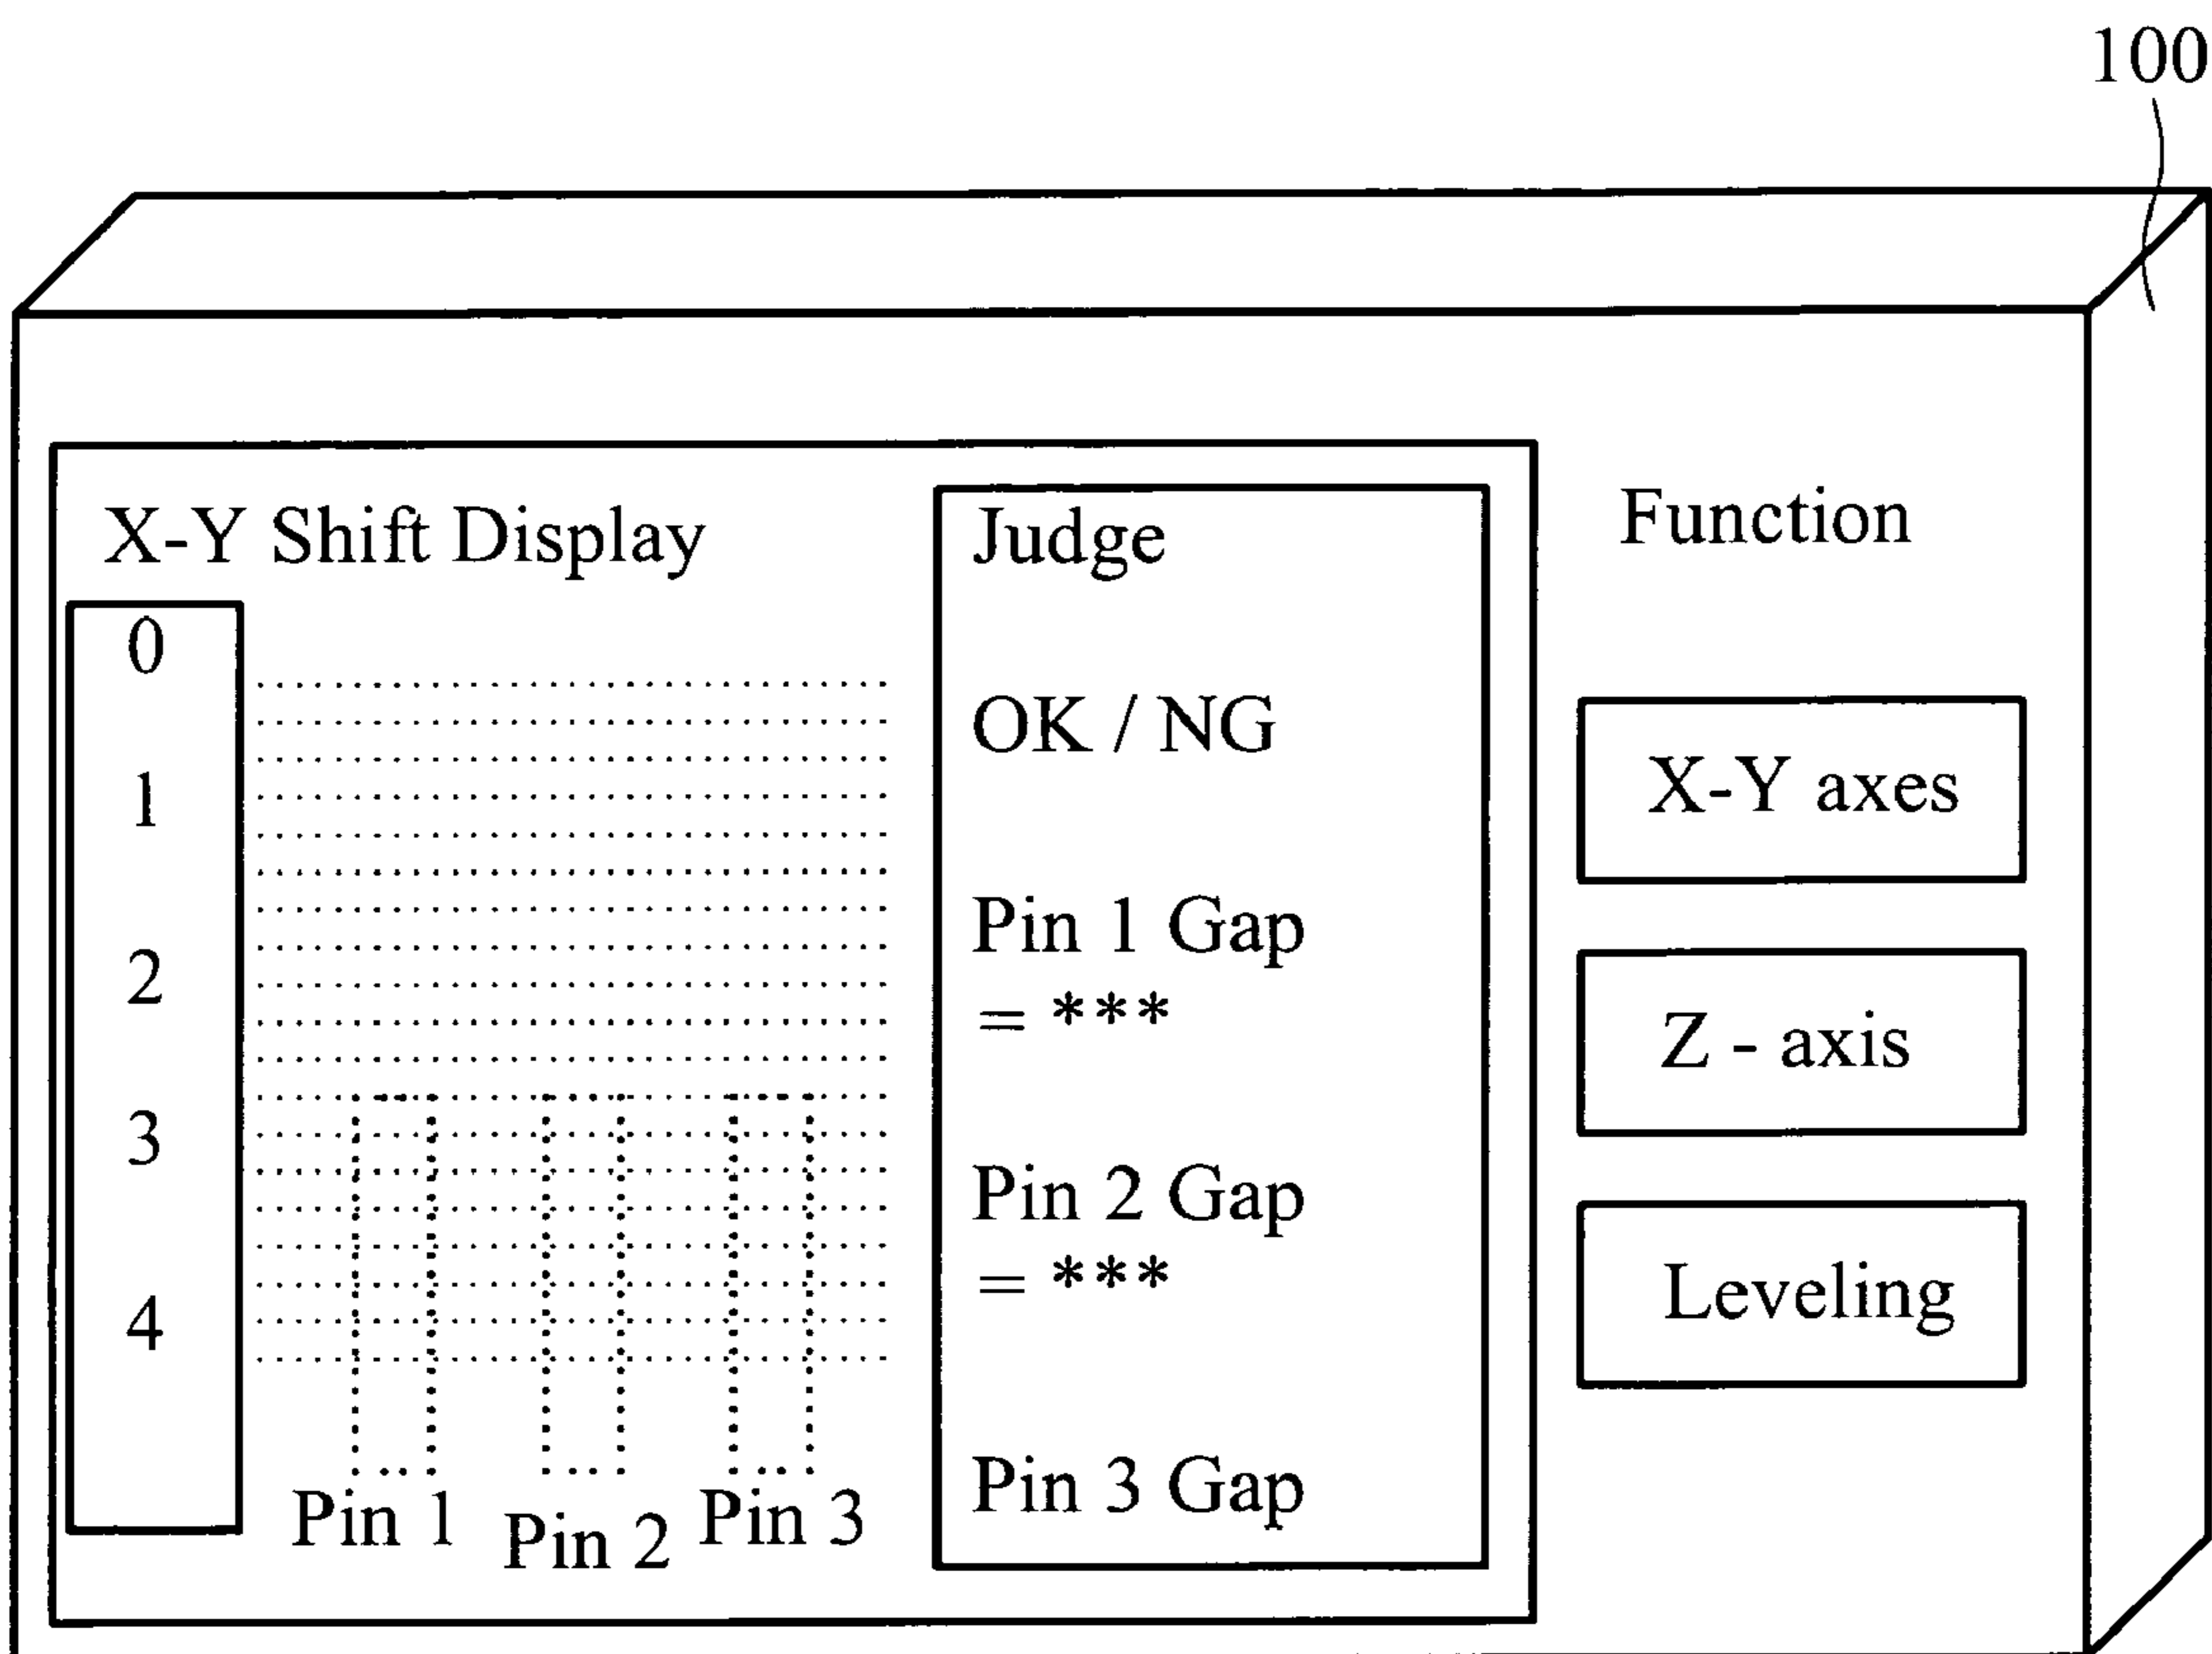 100
X-Y Shift Display
0
1
2
3
4
Pin 1
Pin 2
Pin 3
Judge
OK / NG
Pin 1 Gap
= ***
Pin 2 Gap
= ***
Pin 3 Gap
Function
X-Y axes
Z - axis
Leveling